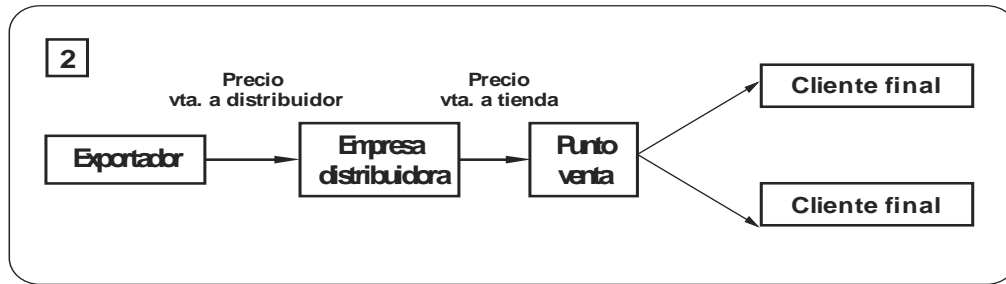 2
Precio
vta. a distribuidor
Precio
vta. a tienda
Cliente final
Exportador
Empresa
distribuidora
Punto
venta
Cliente final